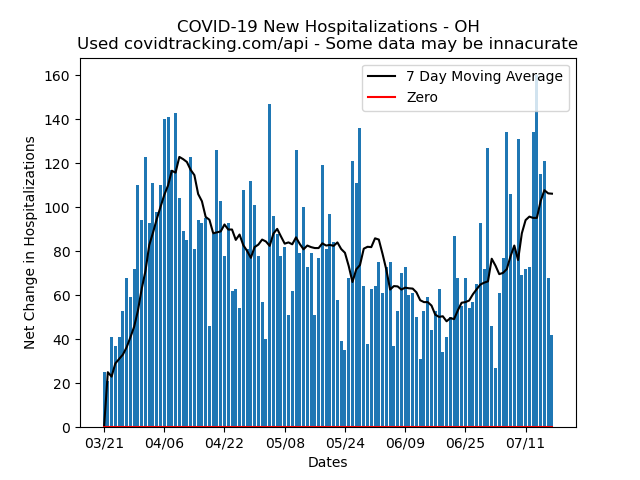 COVID-19 New Hospitalizations - OH
Used covidtracking.com/api - Some data may be innacurate
7 Day Moving Average
Zero
Net Change in Hospitalizations
160
140
120
100
80
60
40
20
0
03/21 04/06 04/22 05/08 05/24 06/09 06/25 07/11
Dates